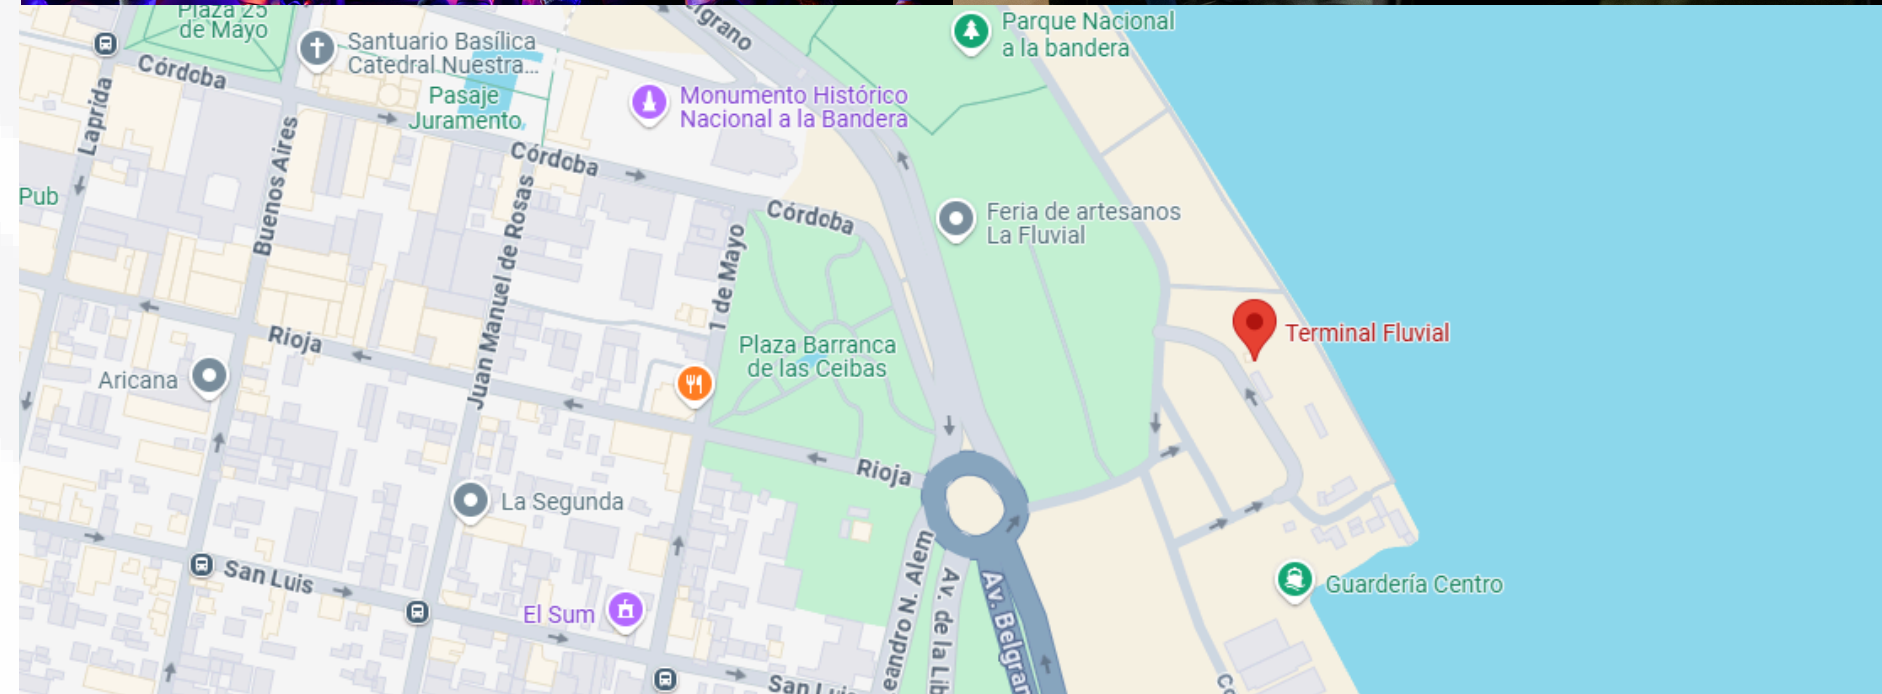 Plaza 25
de Mayo
Santuario Basílica
Catedral Nuestra...
Parque Nacional
a la bandera
Córdoba
Pasaje
Juramento
Monumento Histórico
Nacional a la Bandera
Laprida
Buenos Aires
Córdoba
Juan Manuel de Rosas
Pub
Córdoba
1 de Mayo
Feria de artesanos
La Fluvial
Rioja
Plaza Barranca
de las Ceibas
Terminal Fluvial
Aricana
Rioja
La Segunda
San Luis
El Sum
Av. de la Lib
Av. Belgran
Guardería Centro